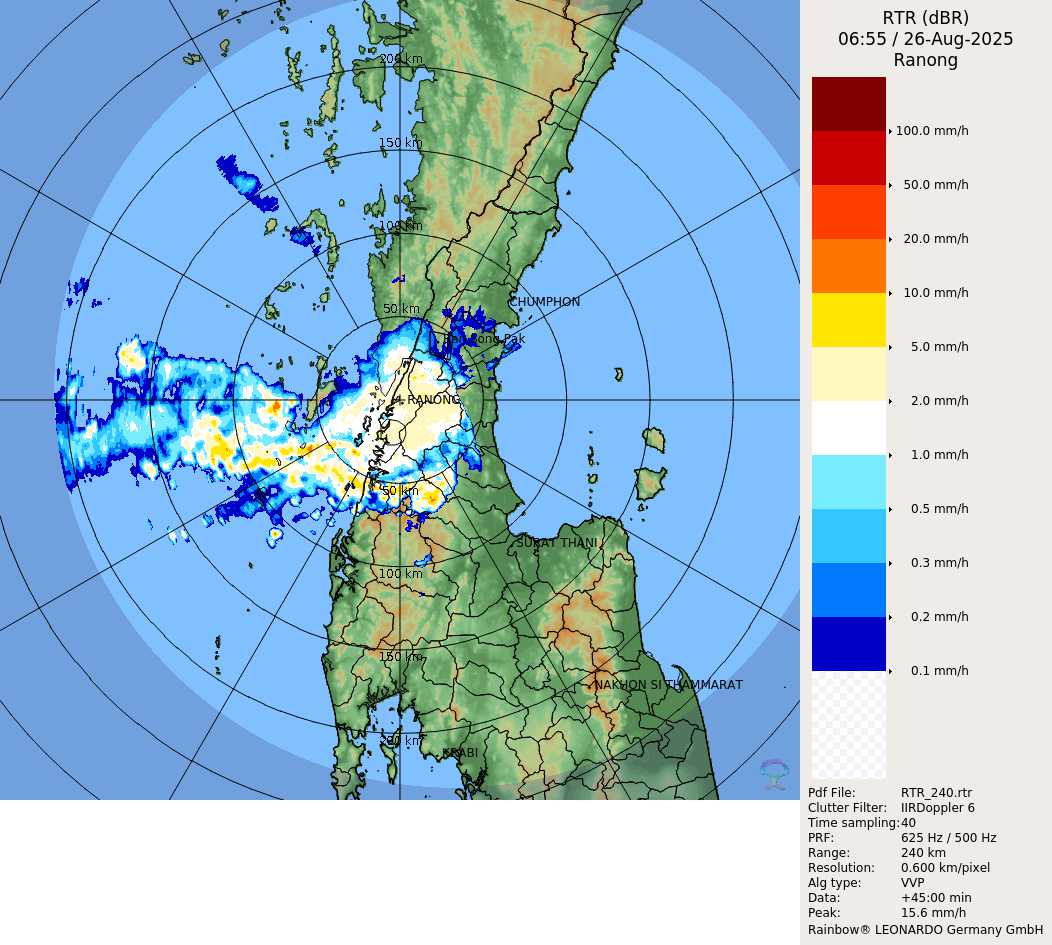 RTR (dBR)
06:55 / 26-Aug-2025
Ranong
200 km
150 km
100 km
50 km
CHUMPHON
RANONG
50 km
SURAT THANI
100 km
150 km
NAKHON SI THAMMARAT
200 km
KRABI
100.0 mm/h
50.0 mm/h
20.0 mm/h
10.0 mm/h
5.0 mm/h
2.0 mm/h
1.0 mm/h
0.5 mm/h
0.3 mm/h
0.2 mm/h
0.1 mm/h
Pdf File: RTR_240.rtr
Clutter Filter: IIRDoppler 6
Time sampling:40
PRF: 625 Hz / 500 Hz
Range: 240 km
Resolution: 0.600 km/pixel
Alg type: VVP
Data: +45:00 min
Peak: 15.6 mm/h
Rainbow® LEONARDO Germany GmbH